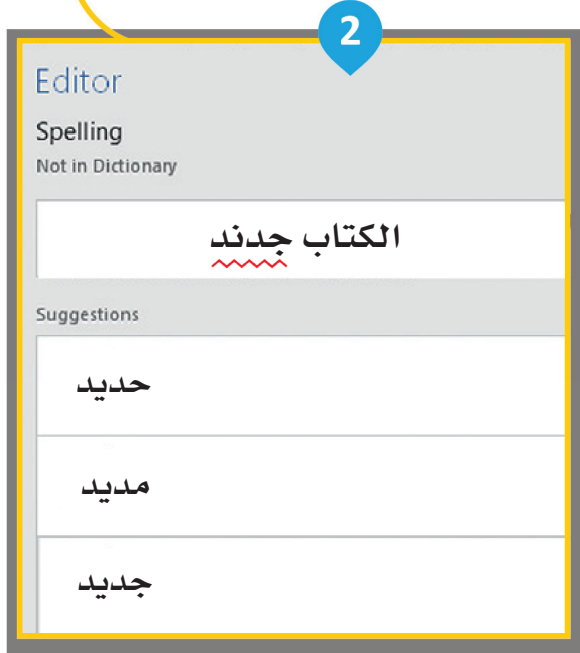 2
Editor
Spelling
Not in Dictionary
الكتاب جدند
Suggestions
حديد
مديد
جديد